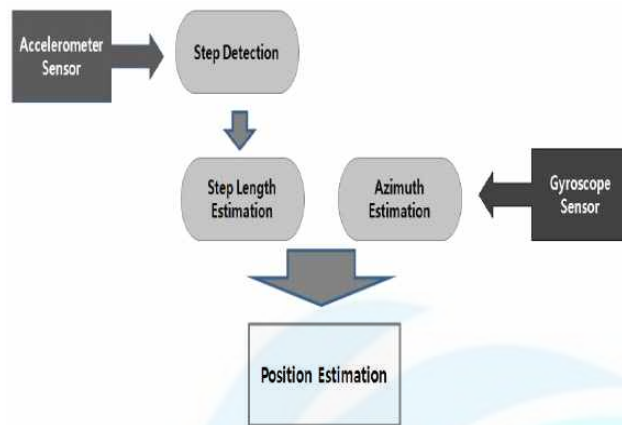 Accelerometer
Sensor
Step Detection
Step Length
Estimation
Azimuth
Estimation
Gyroscope
Sensor
Position Estimation